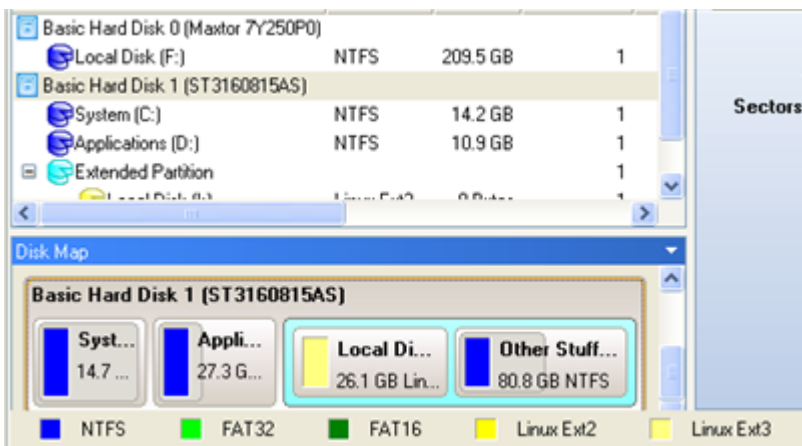 Basic Hard Disk 0 (Maxtor 7Y250P0)
Local Disk (F:) NTFS 209.5 GB 1
Basic Hard Disk 1 (ST3160815AS)
System (C:) NTFS 14.2 GB 1
Applications (D:) NTFS 10.9 GB 1
Extended Partition 1
Sectors
Disk Map
Basic Hard Disk 1 (ST3160815AS)
Syst... Appli... Local Di... Other Stuff...
14.7 ... 27.3 G... 26.1 GB Lin... 80.8 GB NTFS
NTFS FAT32 FAT16 Linux Ext2 Linux Ext3